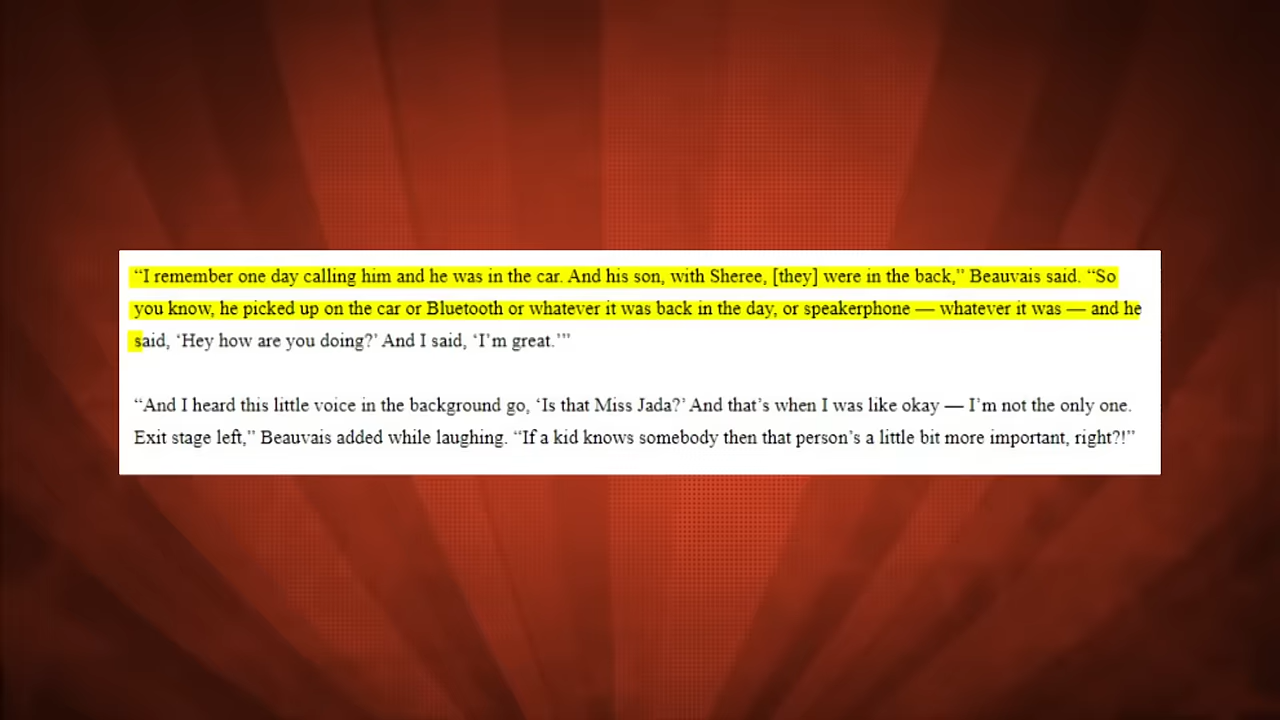 “I remember one day calling him and he was in the car. And his son, with Sheree, [they] were in the back,” Beauvais said. “So
you know, he picked up on the car or Bluetooth or whatever it was back in the day, or speakerphone — whatever it was — and he
said, ‘Hey how are you doing?’ And I said, ‘I’m great.’”
“And I heard this little voice in the background go, ‘Is that Miss Jada?’ And that’s when I was like okay — I’m not the only one.
Exit stage left,” Beauvais added while laughing. “If a kid knows somebody then that person’s a little bit more important, right?!”